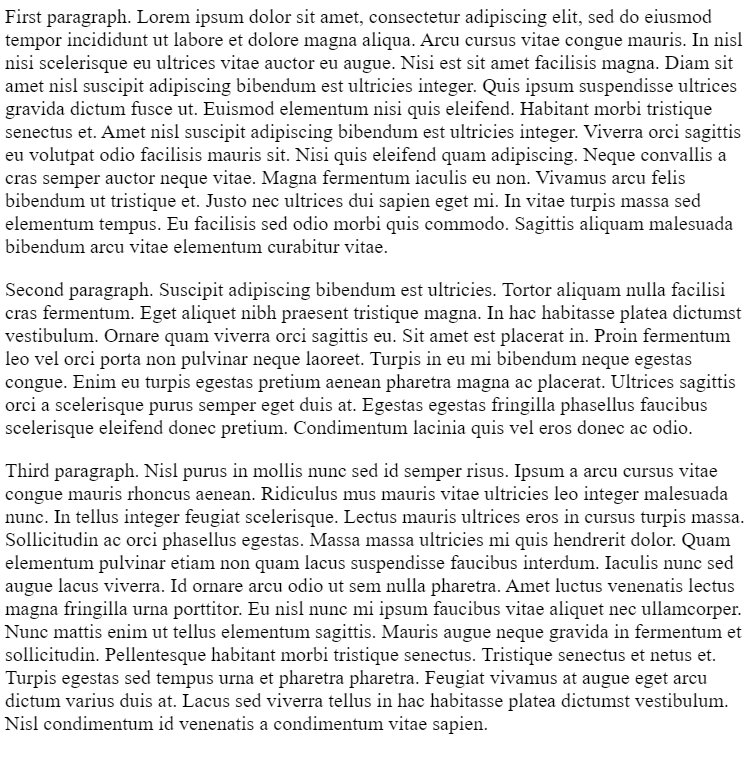 First paragraph. Lorem ipsum dolor sit amet, consectetur adipiscing elit, sed do eiusmod
tempor incididunt ut labore et dolore magna aliqua. Arcu cursus vitae congue mauris. In nisl
nisi scelerisque eu ultrices vitae auctor eu augue. Nisi est sit amet facilisis magna. Diam sit
amet nisl suscipit adipiscing bibendum est ultricies integer. Quis ipsum suspendisse ultrices
gravida dictum fusce ut. Euismod elementum nisi quis eleifend. Habitant morbi tristique
senectus et. Amet nisl suscipit adipiscing bibendum est ultricies integer. Viverra orci sagittis
eu volutpat odio facilisis mauris sit. Nisi quis eleifend quam adipiscing. Neque convallis a
cras semper auctor neque vitae. Magna fermentum iaculis eu non. Vivamus arcu felis
bibendum ut tristique et. Justo nec ultrices dui sapien eget mi. In vitae turpis massa sed
elementum tempus. Eu facilisis sed odio morbi quis commodo. Sagittis aliquam malesuada
bibendum arcu vitae elementum curabitur vitae.
Second paragraph. Suscipit adipiscing bibendum est ultricies. Tortor aliquam nulla facilisi
cras fermentum. Eget aliquet nibh praesent tristique magna. In hac habitasse platea dictumst
vestibulum. Ornare quam viverra orci sagittis eu. Sit amet est placerat in. Proin fermentum
leo vel orci porta non pulvinar neque laoreet. Turpis in eu mi bibendum neque egestas
congue. Enim eu turpis egestas pretium aenean pharetra magna ac placerat. Ultrices sagittis
orci a scelerisque purus semper eget duis at. Egestas egestas fringilla phasellus faucibus
scelerisque eleifend donec pretium. Condimentum lacinia quis vel eros donec ac odio.
Third paragraph. Nisl purus in mollis nunc sed id semper risus. Ipsum a arcu cursus vitae
congue mauris rhoncus aenean. Ridiculus mus mauris vitae ultricies leo integer malesuada
nunc. In tellus integer feugiat scelerisque. Lectus mauris ultrices eros in cursus turpis massa.
Sollicitudin ac orci phasellus egestas. Massa massa ultricies mi quis hendrerit dolor. Quam
elementum pulvinar etiam non quam lacus suspendisse faucibus interdum. Iaculis nunc sed
augue lacus viverra. Id ornare arcu odio ut sem nulla pharetra. Amet luctus venenatis lectus
magna fringilla urna porttitor. Eu nisl nunc mi ipsum faucibus vitae aliquet nec ullamcorper.
Nunc mattis enim ut tellus elementum sagittis. Mauris augue neque gravida in fermentum et
sollicitudin. Pellentesque habitant morbi tristique senectus. Tristique senectus et netus et.
Turpis egestas sed tempus urna et pharetra pharetra. Feugiat vivamus at augue eget arcu
dictum varius duis at. Lacus sed viverra tellus in hac habitasse platea dictumst vestibulum.
Nisl condimentum id venenatis a condimentum vitae sapien.